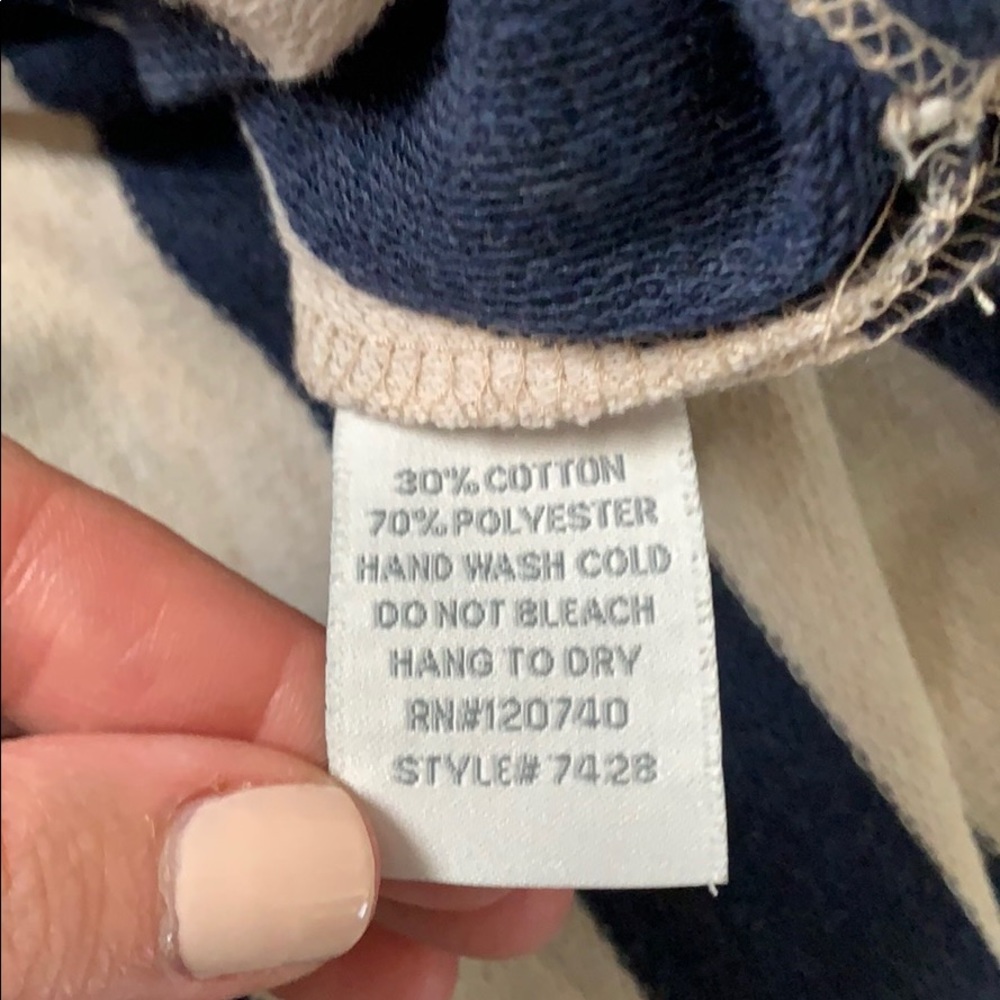 30% COTTON
70% POLYESTER
HAND WASH COLD
DO NOT BLEACH
HANG TO DRY
RN#120740
STYLE# 7428